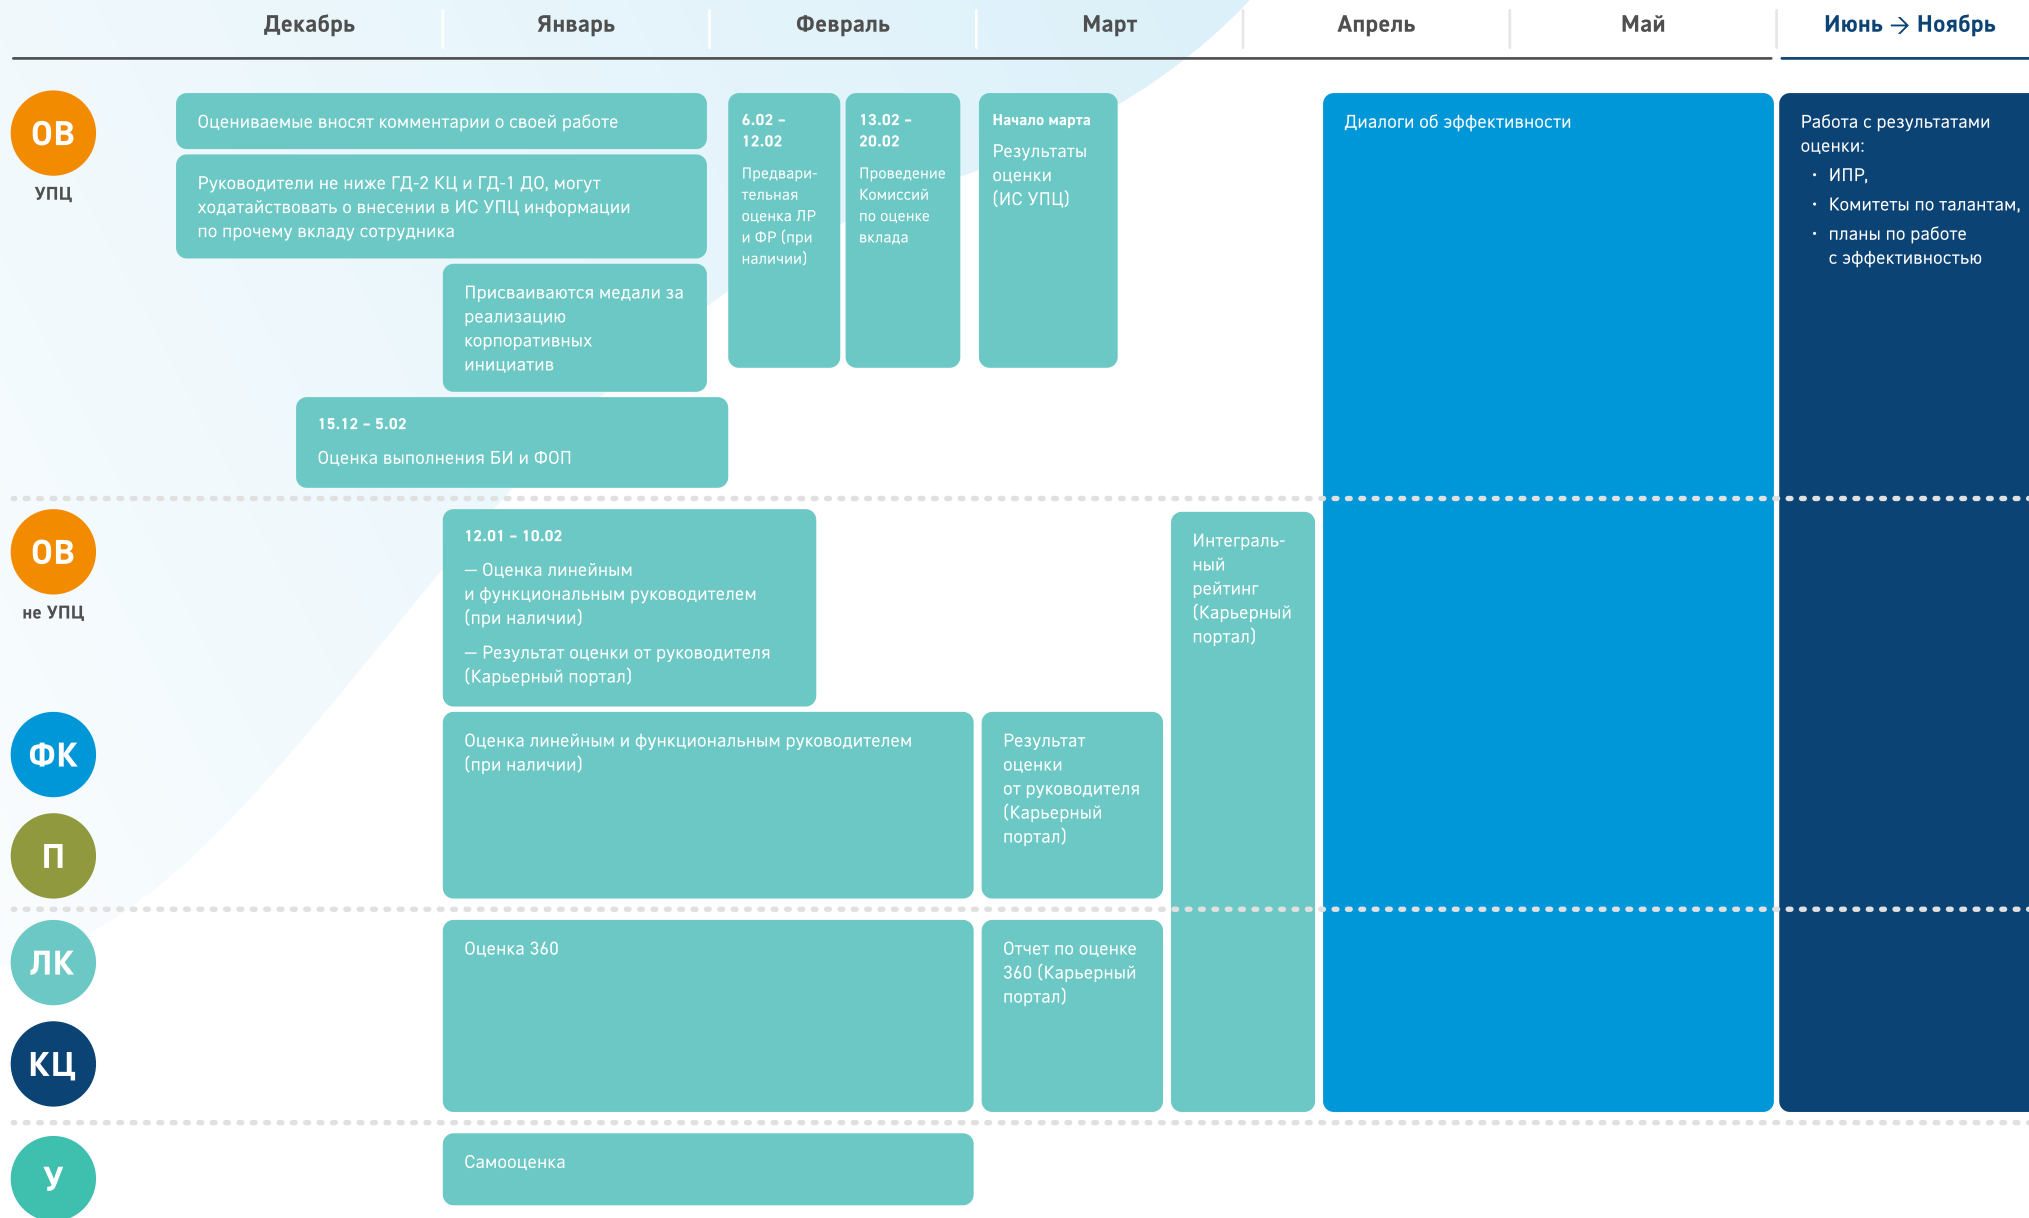 Декабрь
Январь
Февраль
Март
Апрель
Май
Июнь → Ноябрь
ОВ
УПЦ
Оцениваемые вносят комментарии о своей работе
Руководители не ниже ГД-2 КЦ и ГД-1 ДО, могут
ходатайствовать о внесении в ИС УПЦ информации
по прочему вкладу сотрудника
Присваиваются медали за
реализацию
корпоративных
инициатив
15.12 – 5.02
Оценка выполнения БИ и ФОП
6.02 –
12.02
Предвари-
тельная
оценка ЛР
и ФР (при
наличии)
13.02 –
20.02
Проведение
Комиссий
по оценке
вклада
Начало марта
Результаты
оценки
(ИС УПЦ)
Диалоги об эффективности
Работа с результатами
оценки:
· ИПР,
· Комитеты по талантам,
· планы по работе
с эффективностью
ОВ
не УПЦ
12.01 – 10.02
— Оценка линейным
и функциональным руководителем
(при наличии)
— Результат оценки от руководителя
(Карьерный портал)
Интеграль-
ный
рейтинг
(Карьерный
портал)
ФК
П
Оценка линейным и функциональным руководителем
(при наличии)
Результат
оценки
от руководителя
(Карьерный
портал)
ЛК
КЦ
Оценка 360
Отчет по оценке
360 (Карьерный
портал)
У
Самооценка